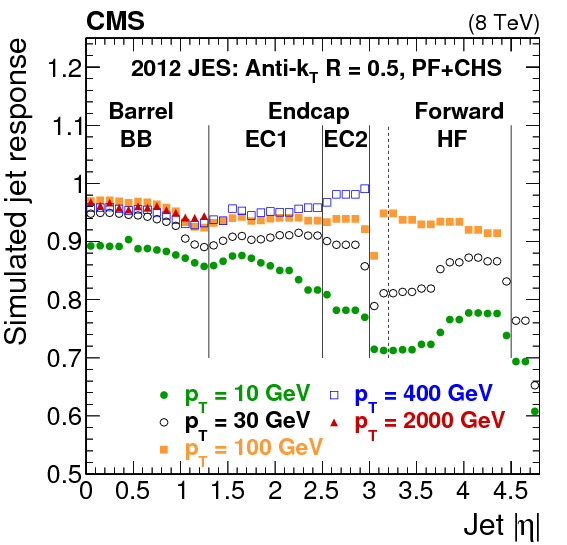 CMS (8 TeV)
2012 JES: Anti-kT R = 0.5, PF+CHS
Barrel Endcap Forward
BB EC1 EC2 HF
Simulated jet response
1.2
1.1
1
0.9
0.8
0.7
0.6
0.5
pT = 10 GeV pT = 400 GeV
pT = 30 GeV pT = 2000 GeV
pT = 100 GeV
0 0.5 1 1.5 2 2.5 3 3.5 4 4.5
Jet |η|